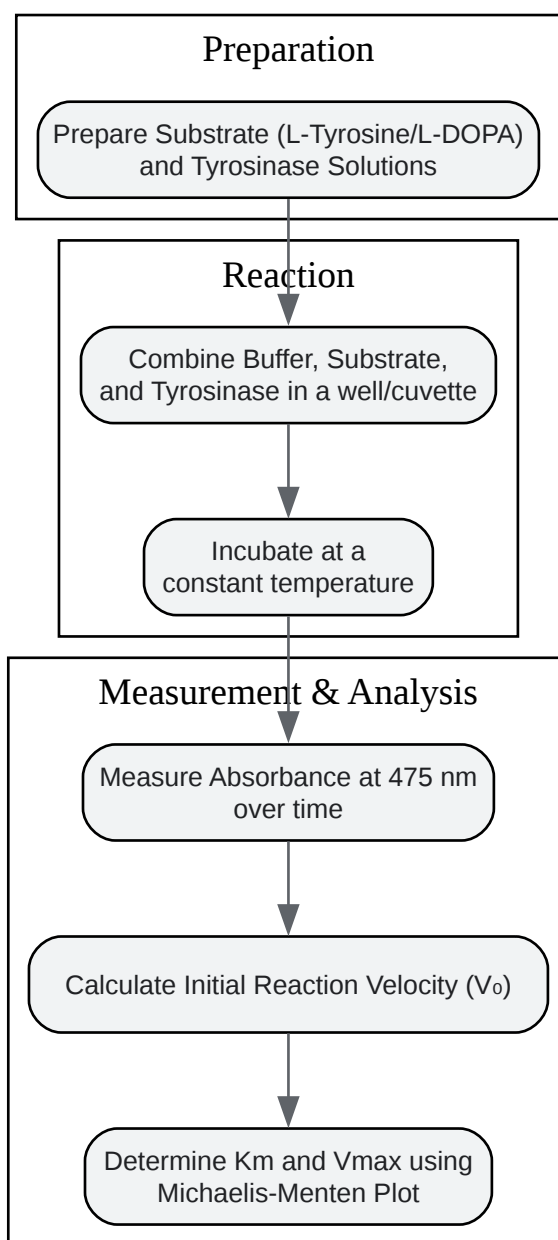 Preparation
Prepare Substrate (L-Tyrosine/L-DOPA)
and Tyrosinase Solutions
Reaction
Combine Buffer, Substrate,
and Tyrosinase in a well/cuvette
Incubate at a
constant temperature
Measurement & Analysis
Measure Absorbance at 475 nm
over time
Calculate Initial Reaction Velocity (V₀)
Determine Km and Vmax using
Michaelis-Menten Plot